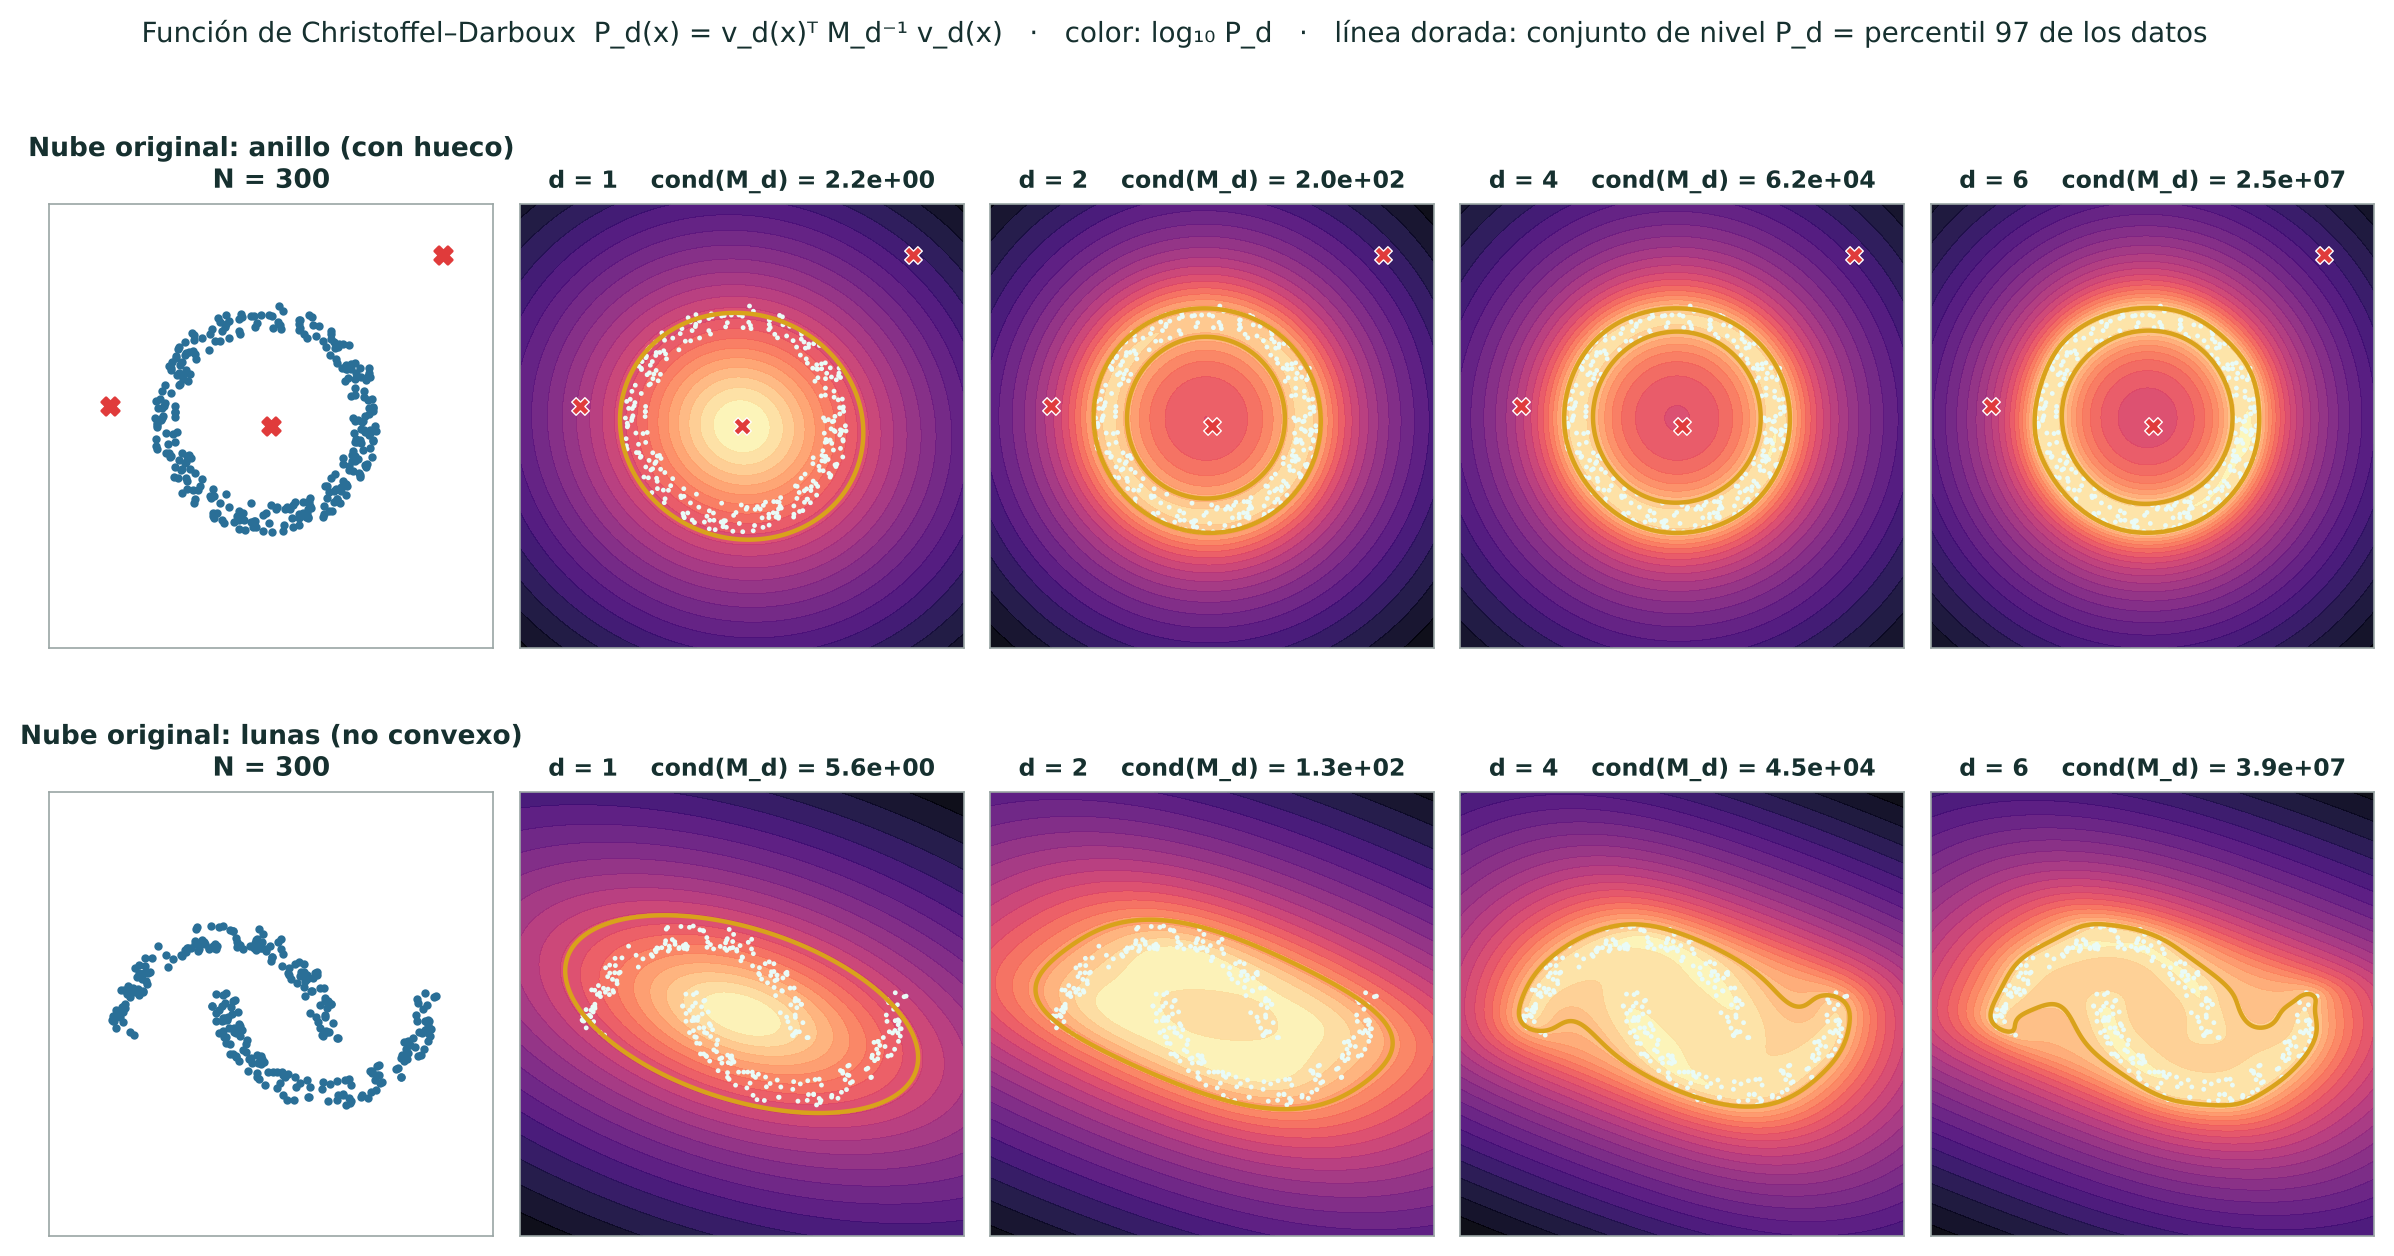 Función de Christoffel–Darboux  P_d(x) = v_d(x)ᵀ M_d⁻¹ v_d(x)   ·   color: log₁₀ P_d   ·   línea dorada: conjunto de nivel P_d = percentil 97 de los datos
Nube original: anillo (con hueco)
N = 300
d = 1    cond(M_d) = 2.2e+00
d = 2    cond(M_d) = 2.0e+02
d = 4    cond(M_d) = 6.2e+04
d = 6    cond(M_d) = 2.5e+07
Nube original: lunas (no convexo)
N = 300
d = 1    cond(M_d) = 5.6e+00
d = 2    cond(M_d) = 1.3e+02
d = 4    cond(M_d) = 4.5e+04
d = 6    cond(M_d) = 3.9e+07